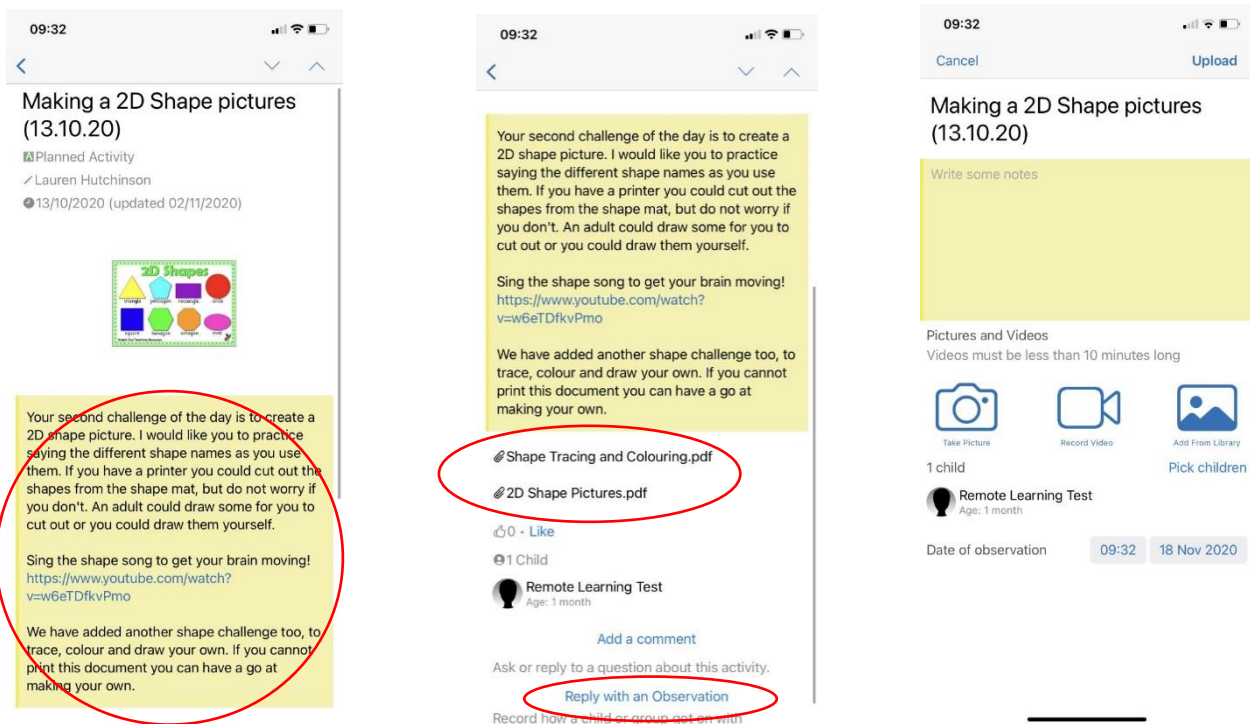 09:32
Making a 2D Shape pictures
(13.10.20)
Planned Activity
Lauren Hutchinson
13/10/2020 (updated 02/11/2020)
2D Shapes
triangle pentagon rectangle circle
square hexagon octagon oval
Your second challenge of the day is to create a
2D shape picture. I would like you to practice
saying the different shape names as you use
them. If you have a printer you could cut out the
shapes from the shape mat, but do not worry if
you don't. An adult could draw some for you to
cut out or you could draw them yourself.
Sing the shape song to get your brain moving!
https://www.youtube.com/watch?
v=w6eTDfkvPmo
We have added another shape challenge too, to
trace, colour and draw your own. If you cannot
print this document you can have a go at
making your own.
09:32
Your second challenge of the day is to create a
2D shape picture. I would like you to practice
saying the different shape names as you use
them. If you have a printer you could cut out the
shapes from the shape mat, but do not worry if
you don't. An adult could draw some for you to
cut out or you could draw them yourself.
Sing the shape song to get your brain moving!
https://www.youtube.com/watch?
v=w6eTDfkvPmo
We have added another shape challenge too, to
trace, colour and draw your own. If you cannot
print this document you can have a go at
making your own.
Shape Tracing and Colouring.pdf
2D Shape Pictures.pdf
0 · Like
1 Child
Remote Learning Test
Age: 1 month
Add a comment
Ask or reply to a question about this activity.
Reply with an Observation
Record how a child or group got on with
09:32
Cancel Upload
Making a 2D Shape pictures
(13.10.20)
Write some notes
Pictures and Videos
Videos must be less than 10 minutes long
Take Picture Record Video Add From Library
1 child Pick children
Remote Learning Test
Age: 1 month
Date of observation 09:32 18 Nov 2020